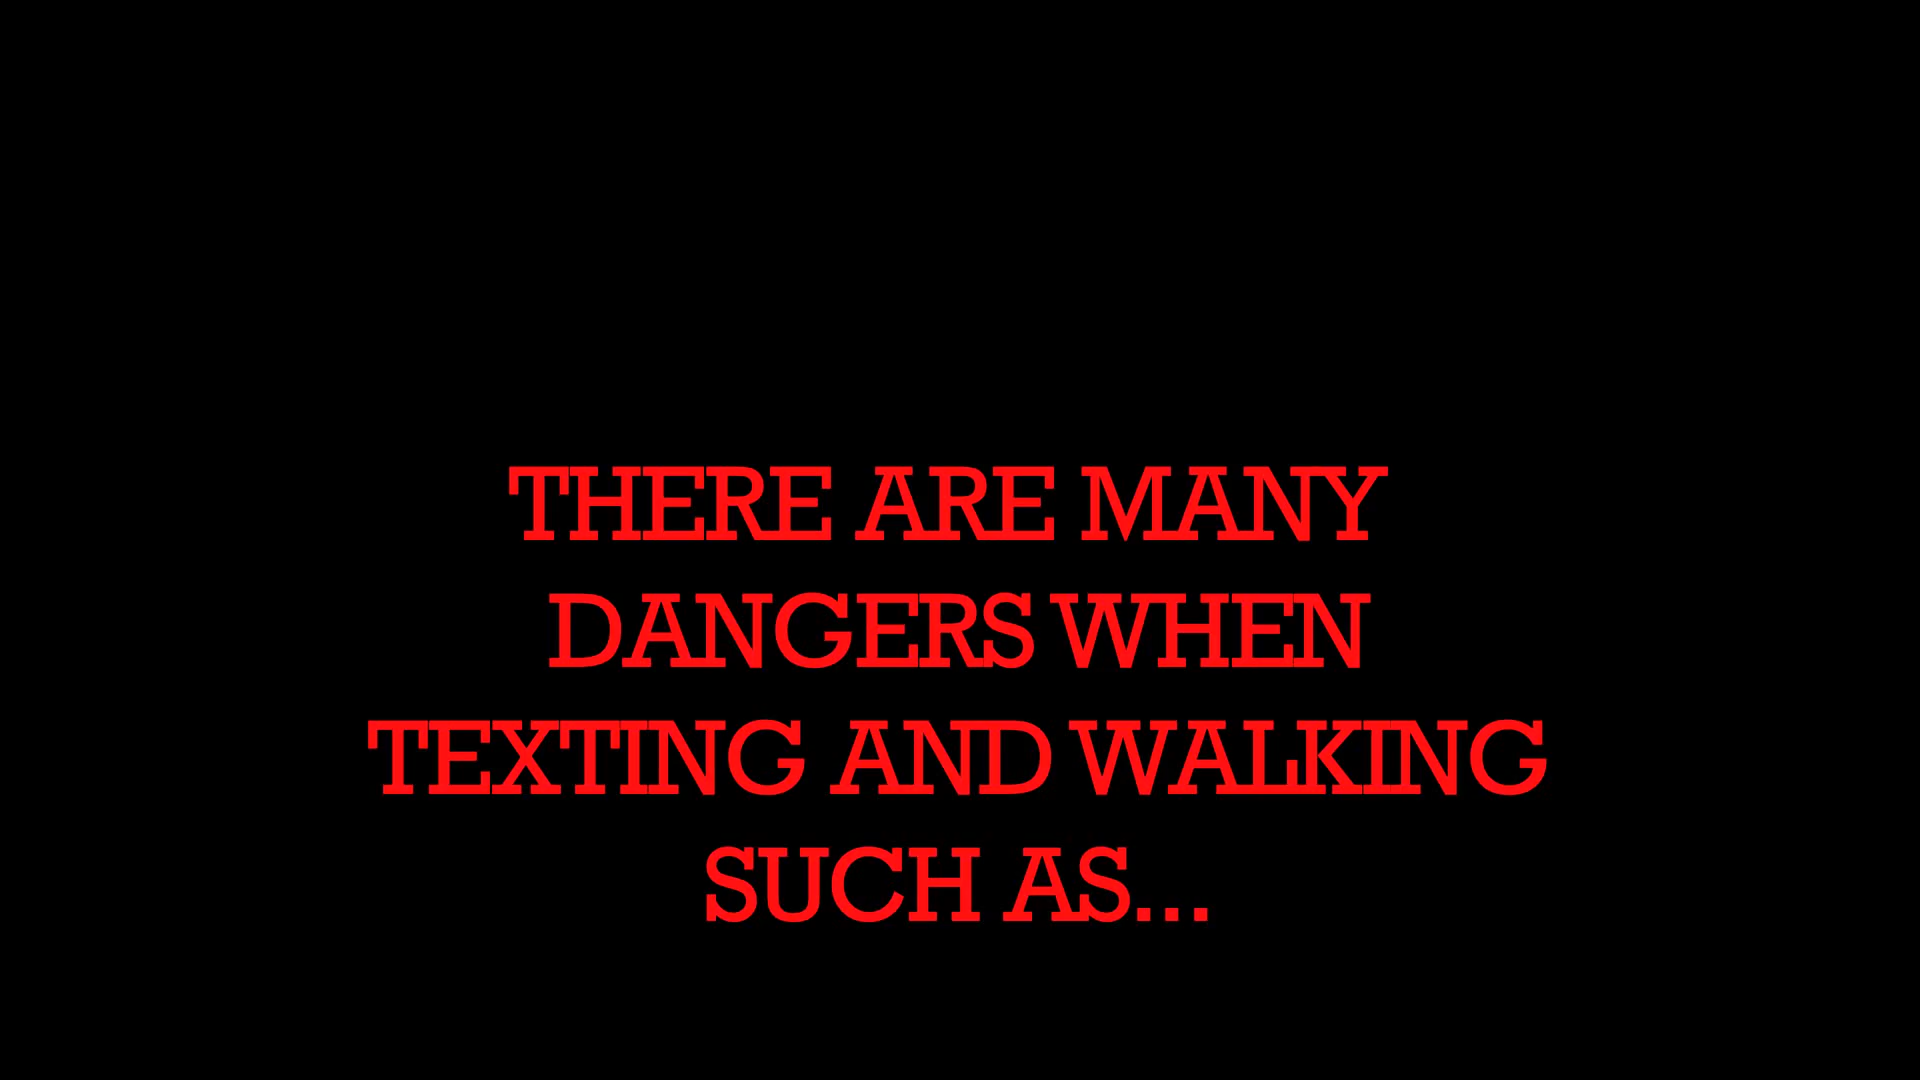 THERE ARE MANY
DANGERS WHEN
TEXTING AND WALKING
SUCH AS...